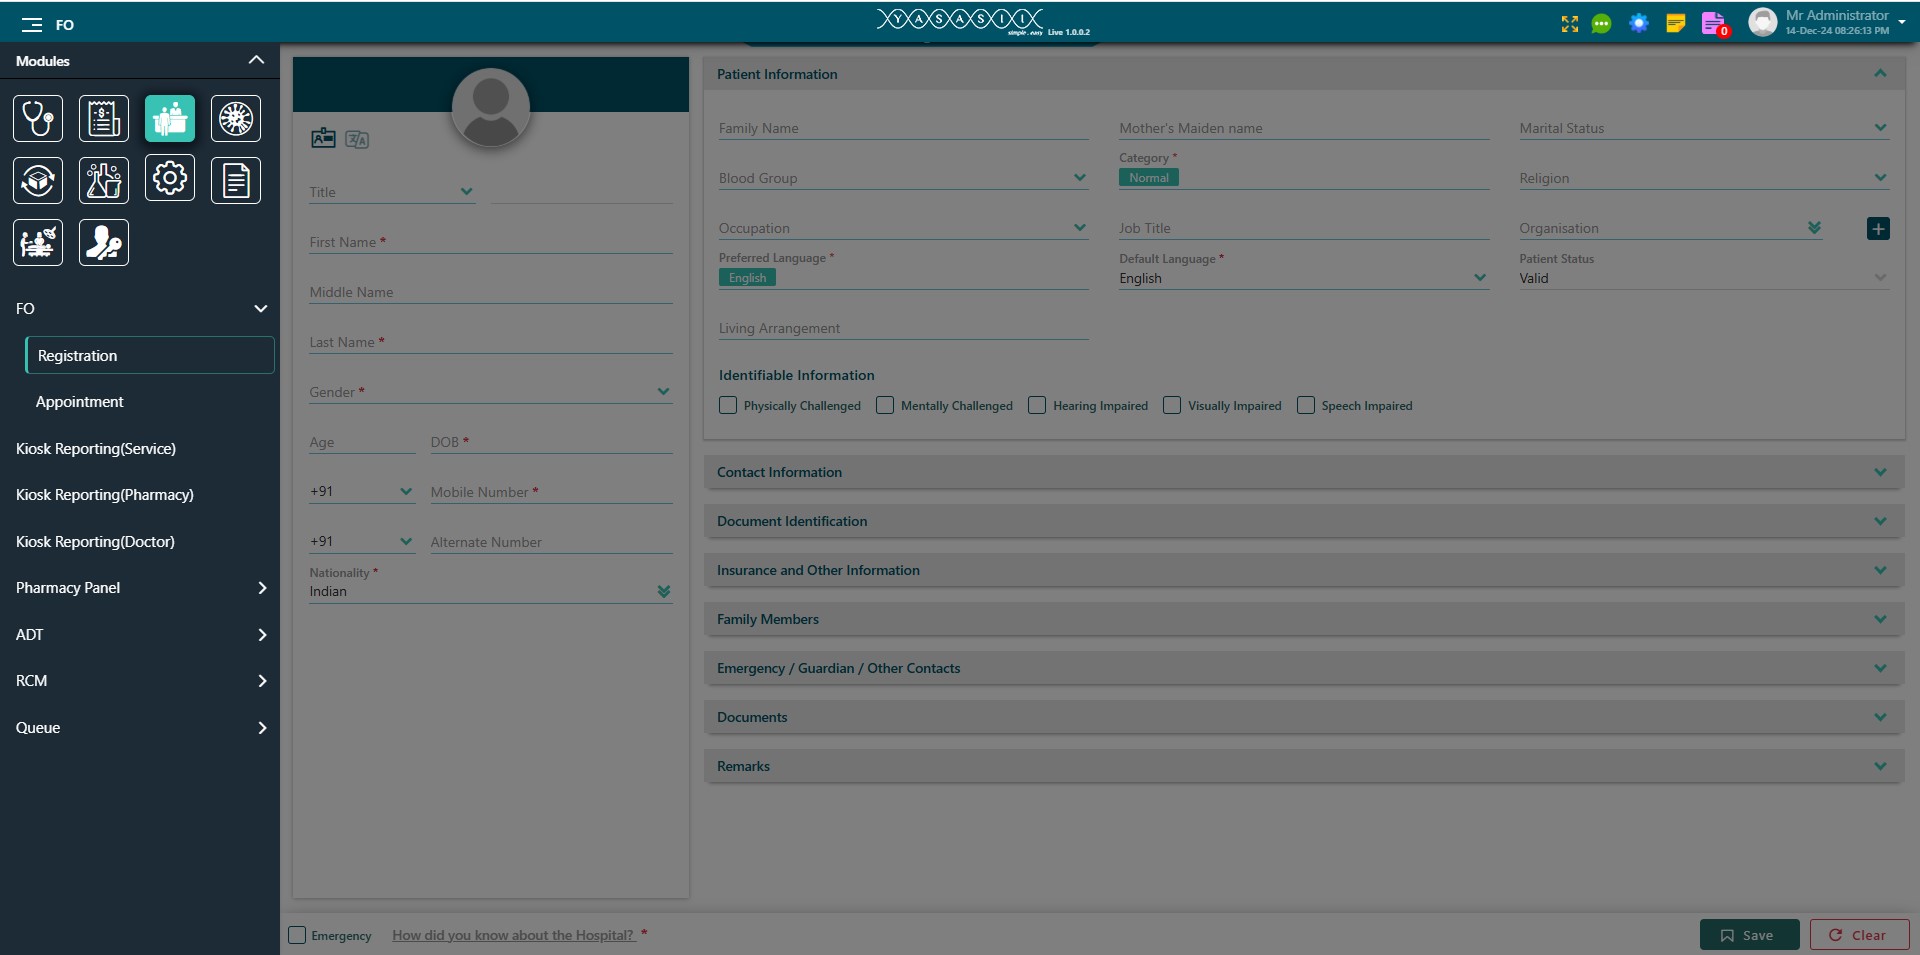 FO
YASASII
simple.easy Live 1.0.0.2
0
Mr Administrator
14-Dec-24 08:26:13 PM
Modules
FO
Registration
Appointment
Kiosk Reporting(Service)
Kiosk Reporting(Pharmacy)
Kiosk Reporting(Doctor)
Pharmacy Panel
ADT
RCM
Queue
Title
First Name *
Middle Name
Last Name *
Gender *
Age DOB *
+91 Mobile Number *
+91 Alternate Number
Nationality *
Indian
Patient Information
Family Name Mother's Maiden name Marital Status
Category *
Blood Group Normal Religion
Occupation Job Title Organisation
Preferred Language * Default Language * Patient Status
English English Valid
Living Arrangement
Identifiable Information
Physically Challenged Mentally Challenged Hearing Impaired Visually Impaired Speech Impaired
Contact Information
Document Identification
Insurance and Other Information
Family Members
Emergency / Guardian / Other Contacts
Documents
Remarks
Emergency How did you know about the Hospital? * Save Clear